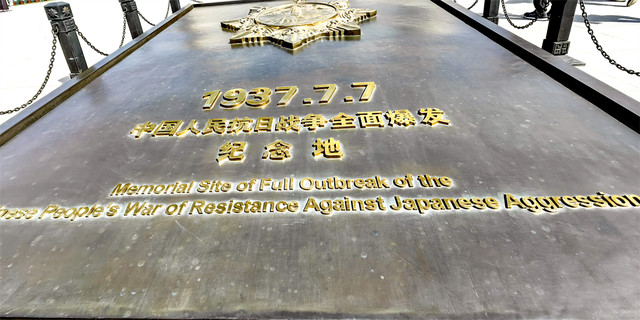 1937.7.7
中国人民抗日战争全面爆发
纪念地
Memorial Site of Full Outbreak of the
People's War of Resistance Against Japanese Aggression